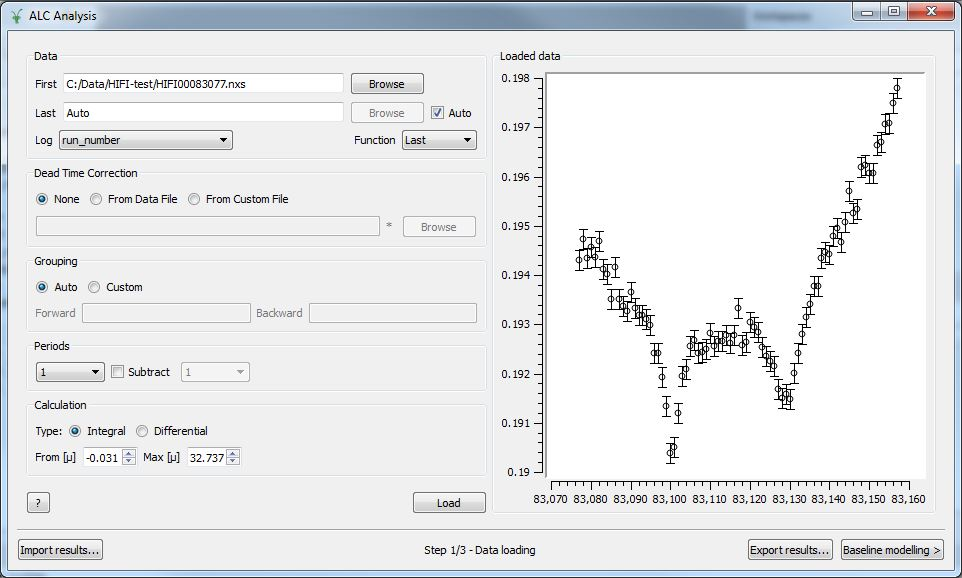 ALC Analysis
Data
First C:/Data/HIFI-test/HIFI00083077.nxs Browse
Last Auto Browse Auto
Log run_number Function Last
Dead Time Correction
None From Data File From Custom File
* Browse
Grouping
Auto Custom
Forward Backward
Periods
1 Subtract 1
Calculation
Type: Integral Differential
From [µ] -0.031 Max [µ] 32.737
? Load
Loaded data
0.198
0.197
0.196
0.195
0.194
0.193
0.192
0.191
0.19
83,070 83,080 83,090 83,100 83,110 83,120 83,130 83,140 83,150 83,160
Import results... Step 1/3 - Data loading Export results... Baseline modelling >